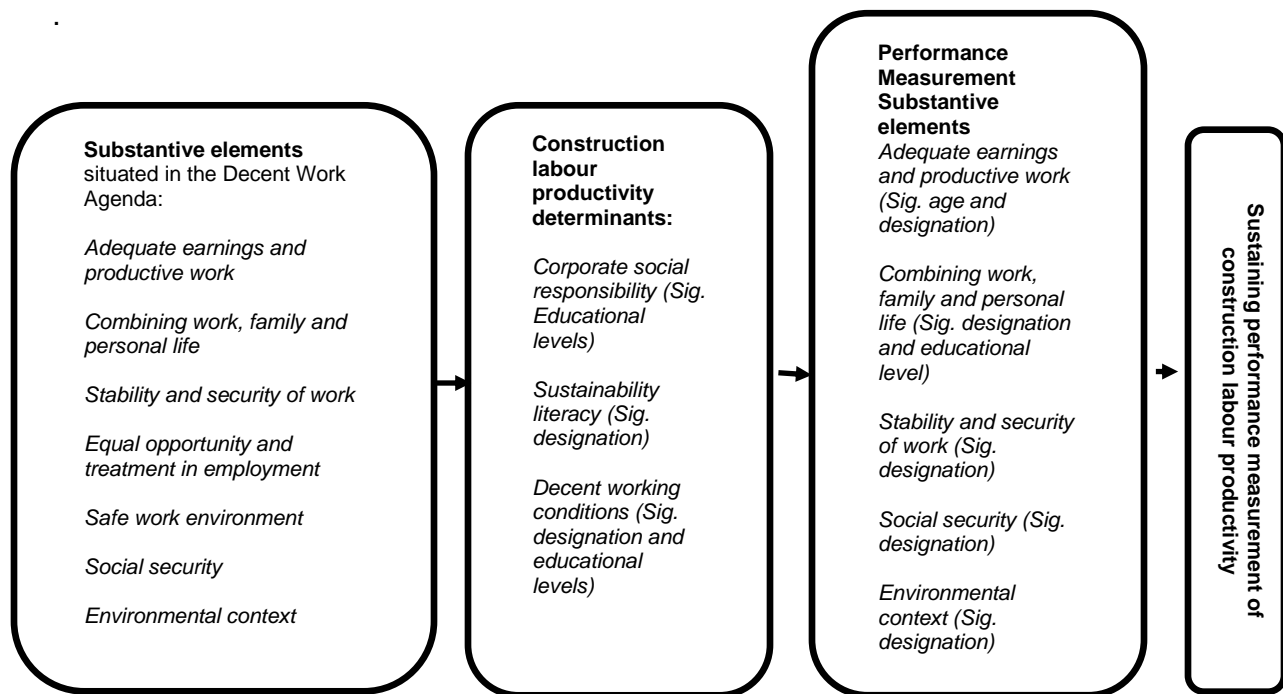 .
Substantive elements
situated in the Decent Work
Agenda:
Adequate earnings and
productive work
Combining work, family and
personal life
Stability and security of work
Equal opportunity and
treatment in employment
Safe work environment
Social security
Environmental context
Construction
labour
productivity
determinants:
Corporate social
responsibility (Sig.
Educational
levels)
Sustainability
literacy (Sig.
designation)
Decent working
conditions (Sig.
designation and
educational
levels)
Performance
Measurement
Substantive
elements
Adequate earnings
and productive work
(Sig. age and
designation)
Combining work,
family and personal
life (Sig. designation
and educational
level)
Stability and security
of work (Sig.
designation)
Social security (Sig.
designation)
Environmental
context (Sig.
designation)
Sustaining performance measurement of
construction labour productivity